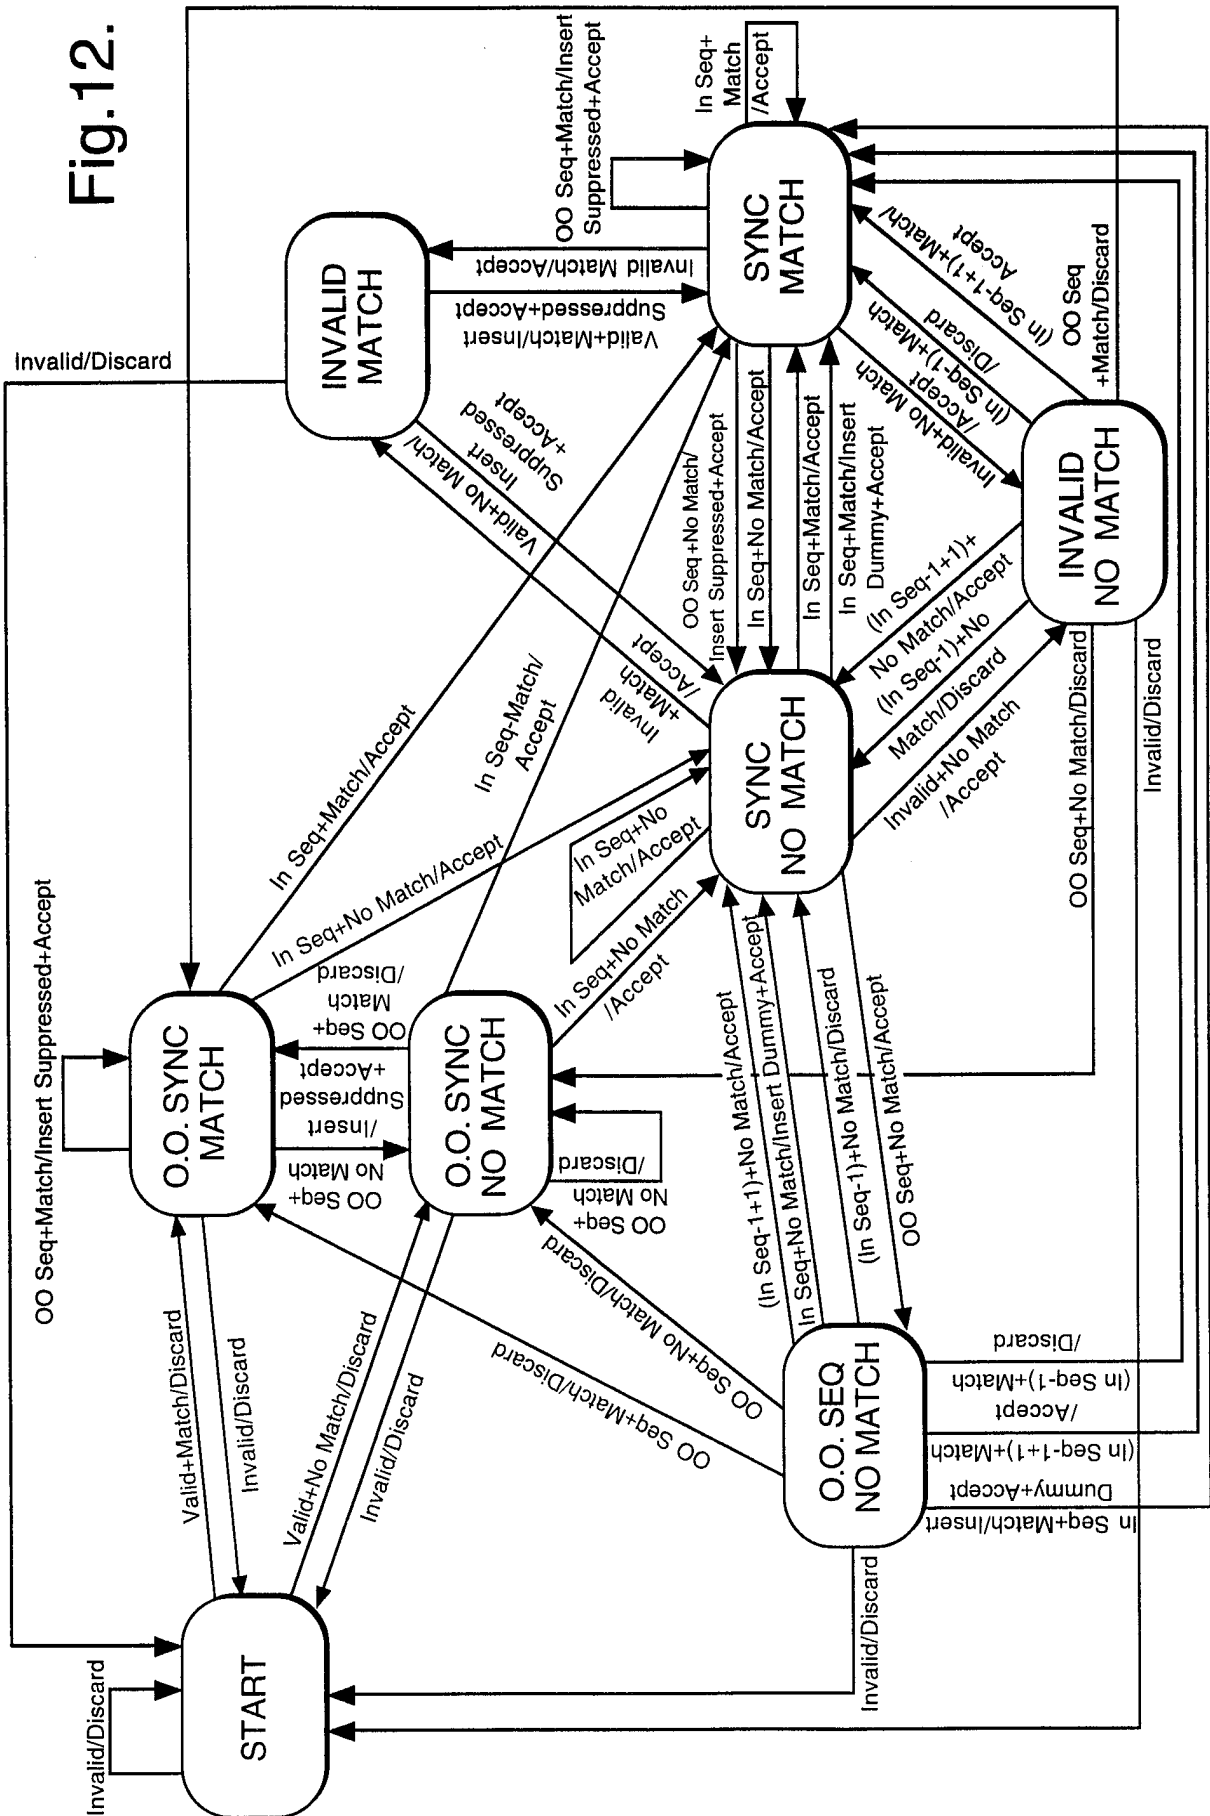 Fig.12.
OO Seq+Match/Insert Suppressed+Accept
Invalid/Discard
Invalid/Discard
START
Valid+Match/Discard
Invalid/Discard
Valid+No Match/Discard
Invalid/Discard
O.O. SYNC
MATCH
OO Seq+
No Match
/Insert
Suppressed
+Accept
OO Seq+
Match
/Discard
O.O. SYNC
NO MATCH
OO Seq+
No Match
/Discard
In Seq+Match/Accept
In Seq+No Match/Accept
In Seq-Match/
Accept
In Seq+No
Match/Accept
In Seq+No Match
/Accept
INVALID
MATCH
Valid+No Match/
Insert
Suppressed
+Accept
Invalid
+Match
/Accept
Valid+Match/Insert
Suppressed+Accept
Invalid Match/Accept
OO Seq+Match/Insert
Suppressed+Accept
In Seq+
Match
/Accept
SYNC
MATCH
OO Seq+No Match/
Insert Suppressed+Accept
In Seq+No Match/Accept
In Seq+Match/Accept
In Seq+Match/Insert
Dummy+Accept
SYNC
NO MATCH
Invalid+No Match
/Accept
(In Seq-1)+Match
/Discard
(In Seq-1+1)+Match/
Accept
OO Seq
+Match/Discard
(In Seq-1+1)+
No Match/Accept
(In Seq-1)+No
Match/Discard
Invalid+No Match
/Accept
INVALID
NO MATCH
OO Seq+No Match/Discard
Invalid/Discard
OO Seq+Match/Discard
OO Seq+No Match/Discard
(In Seq-1+1)+No Match/Accept
In Seq+No Match/Insert Dummy+Accept
(In Seq-1)+No Match/Discard
OO Seq+No Match/Accept
O.O. SEQ
NO MATCH
Invalid/Discard
In Seq+Match/Insert
Dummy+Accept
(In Seq-1+1)+Match
/Accept
(In Seq-1)+Match
/Discard